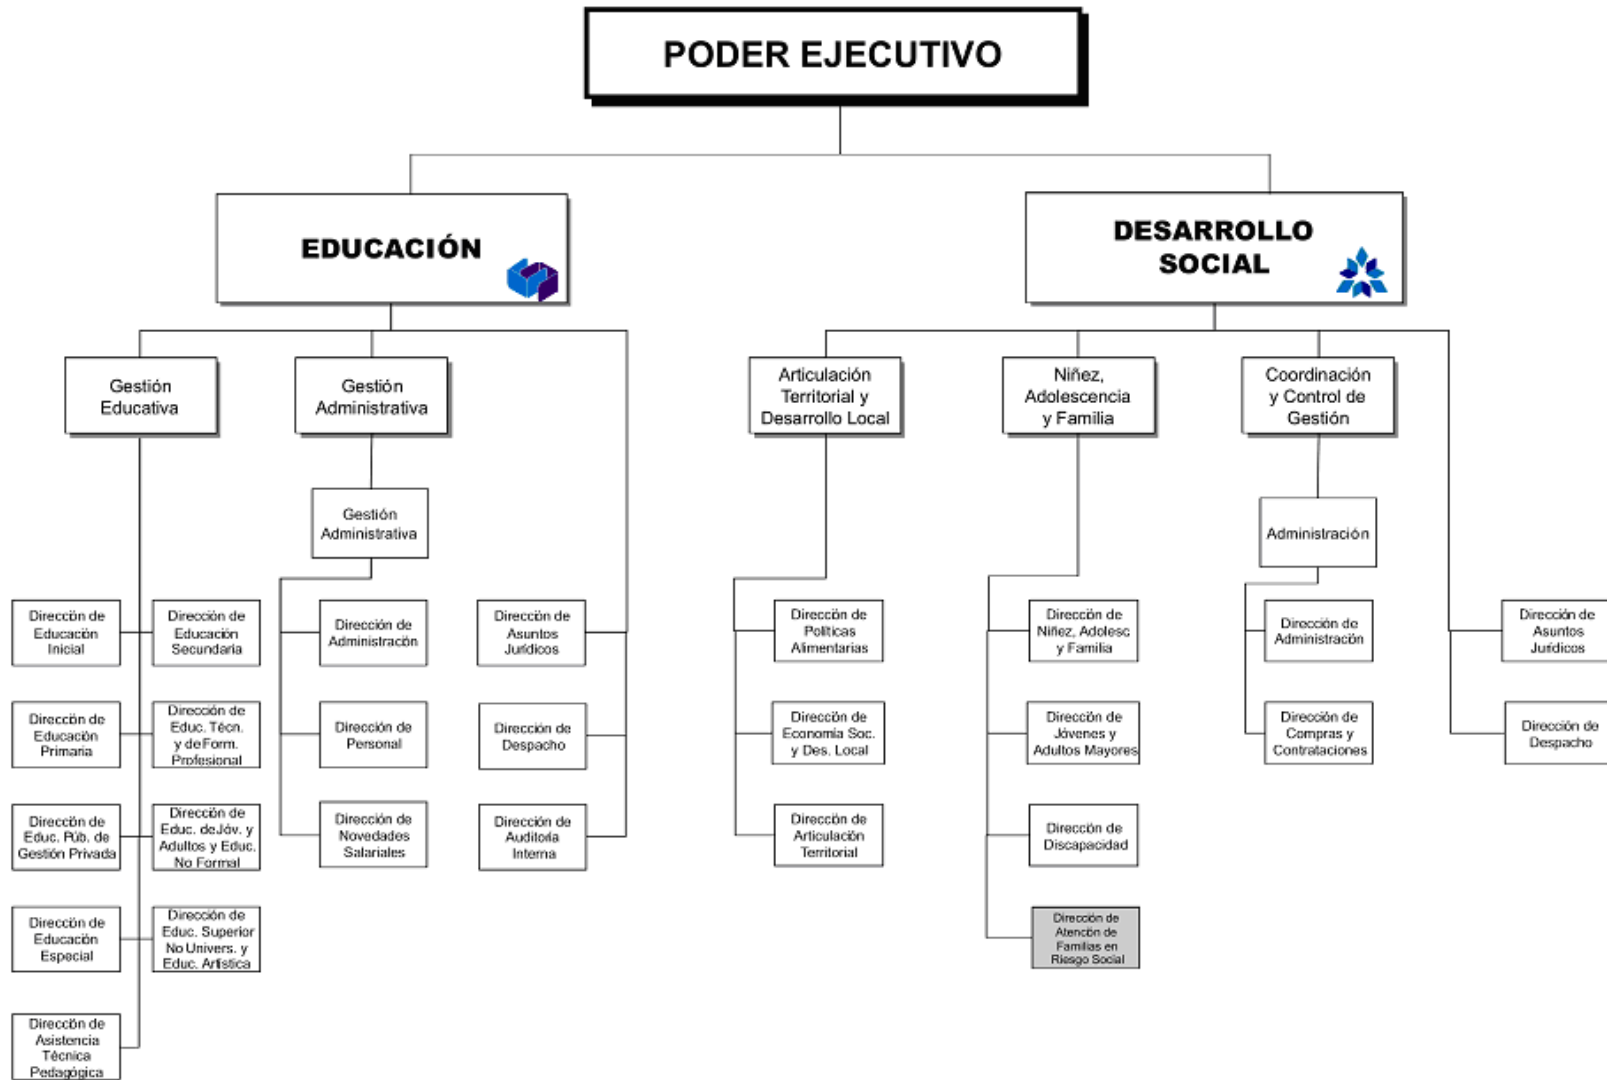 PODER EJECUTIVO
EDUCACIÓN
DESARROLLO
SOCIAL
Gestión
Educativa
Gestión
Administrativa
Articulación
Territorial y
Desarrollo Local
Niñez,
Adolescencia
y Familia
Coordinación
y Control de
Gestión
Gestión
Administrativa
Administración
Dirección de
Educación
Inicial
Dirección de
Educación
Secundaria
Dirección de
Administración
Dirección de
Asuntos
Jurídicos
Dirección de
Políticas
Alimentarias
Dirección de
Niñez, Adolesc
y Familia
Dirección de
Administración
Dirección de
Asuntos
Jurídicos
Dirección de
Educación
Primaria
Dirección de
Educ. Técn.
y de Form.
Profesional
Dirección de
Personal
Dirección de
Despacho
Dirección de
Economía Soc.
y Des. Local
Dirección de
Jóvenes y
Adultos Mayores
Dirección de
Compras y
Contrataciones
Dirección de
Despacho
Dirección de
Educ. Púb. de
Gestión Privada
Dirección de
Educ. de Jóv. y
Adultos y Educ.
No Formal
Dirección de
Novedades
Salariales
Dirección de
Auditoría
Interna
Dirección de
Articulación
Territorial
Dirección de
Discapacidad
Dirección de
Educación
Especial
Dirección de
Educ. Superior
No Univers. y
Educ. Artística
Dirección de
Atención de
Familias en
Riesgo Social
Dirección de
Asistencia
Técnica
Pedagógica